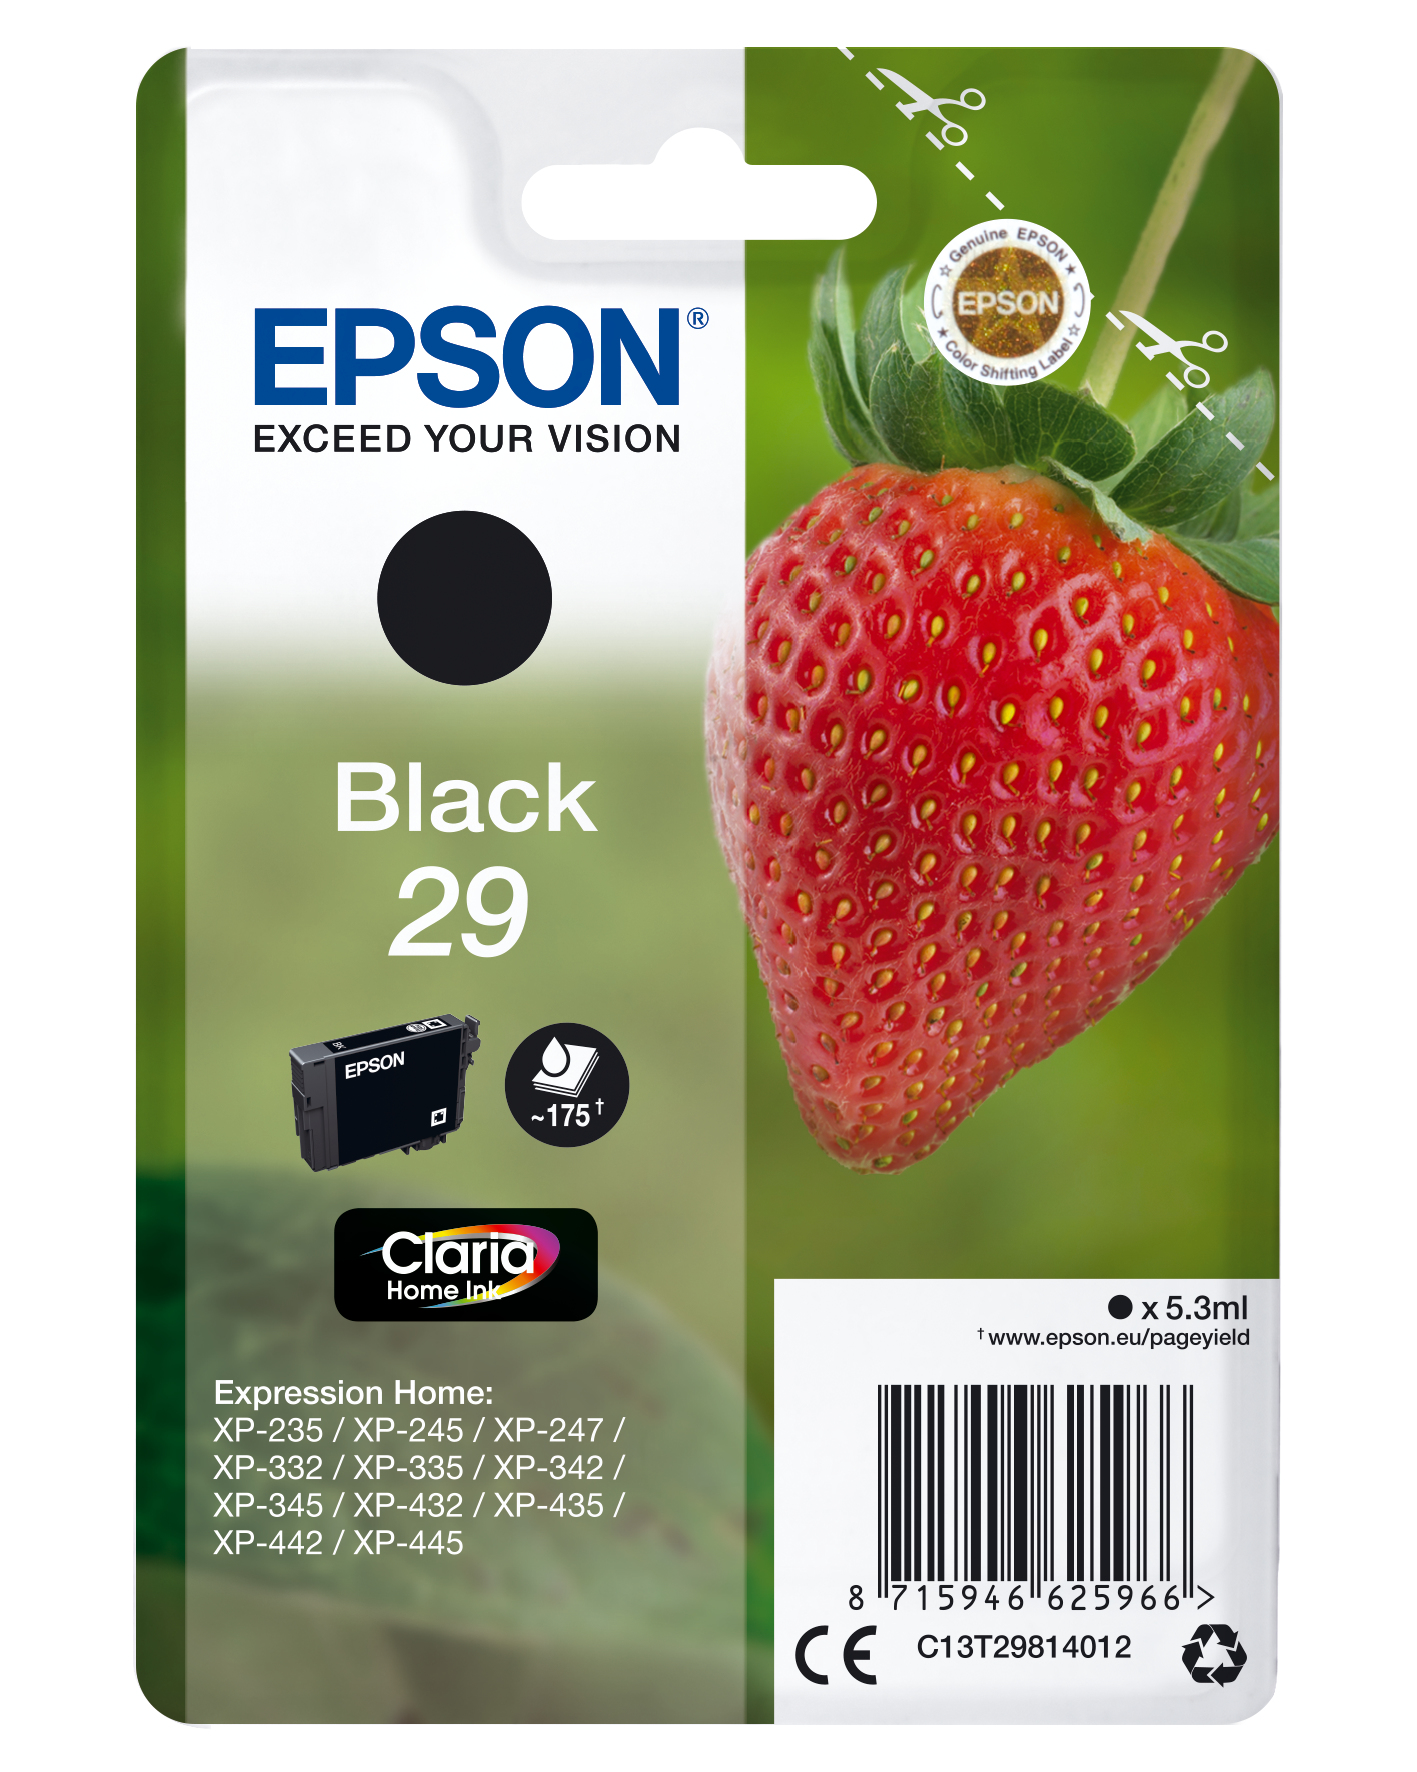 Genuine EPSON
EPSON
Color Shifting Label
EPSON®
EXCEED YOUR VISION
Black
29
BK
EPSON
~175†
Claria
Home Ink
x 5.3ml
† www.epson.eu/pageyield
Expression Home:
XP-235 / XP-245 / XP-247 /
XP-332 / XP-335 / XP-342 /
XP-345 / XP-432 / XP-435 /
XP-442 / XP-445
8 715946 625966 >
CE C13T29814012